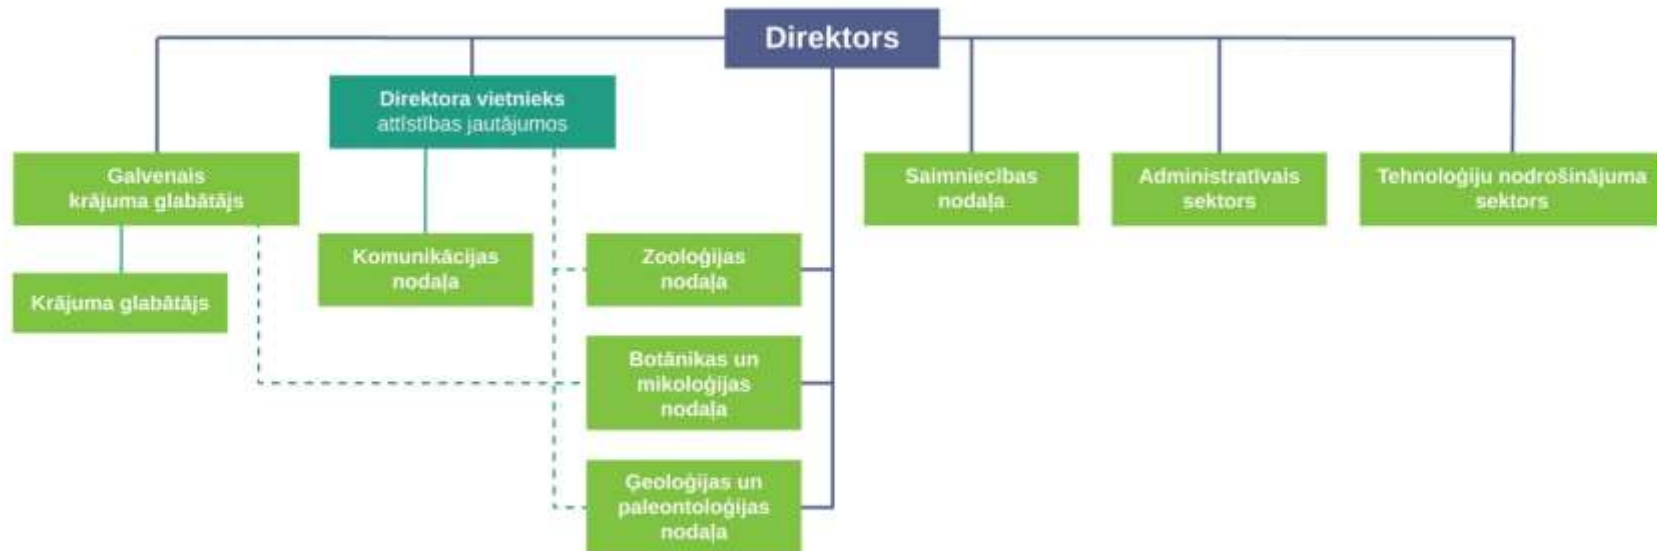 Direktors
Direktora vietnieks
attīstības jautājumos
Galvenais
krājuma glabātājs
Saimniecības
nodaļa
Administratīvais
sektors
Tehnoloģiju nodrošinājuma
sektors
Komunikācijas
nodaļa
Zooloģijas
nodaļa
Krājuma glabātājs
Botānikas un
mikoloģijas
nodaļa
Ģeoloģijas un
paleontoloģijas
nodaļa